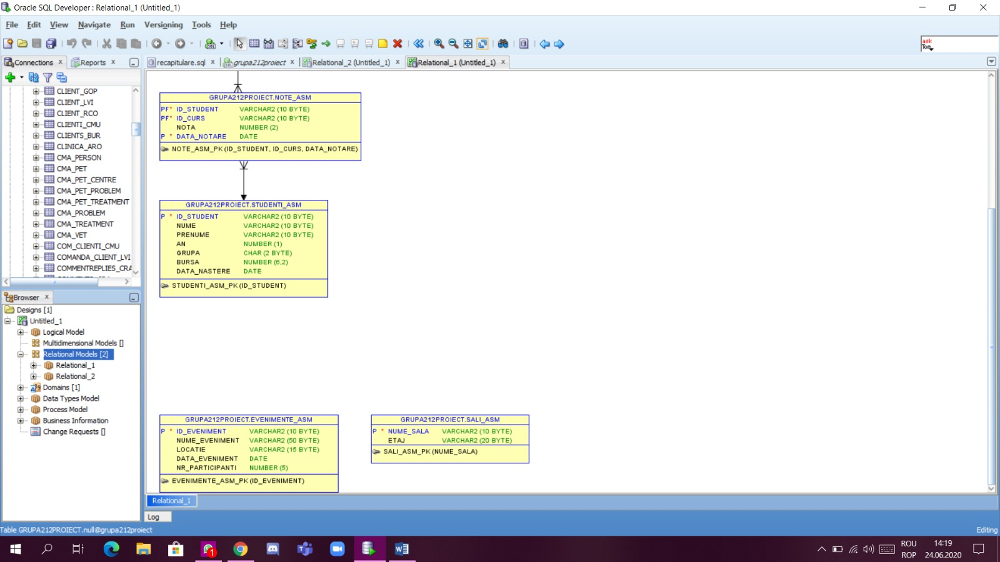 Oracle SQL Developer : Relational_1 (Untitled_1)
File Edit View Navigate Run Versioning Tools Help
ask
Tom
Connections
Reports
recapitulare.sql
grupa212proiect
Relational_2 (Untitled_1)
Relational_1 (Untitled_1)
CLIENT_GOP
CLIENT_LVI
CLIENT_RCO
CLIENTI_CMU
CLIENTS_BUR
CLINICA_ARO
CMA_PERSON
CMA_PET
CMA_PET_CENTRE
CMA_PET_PROBLEM
CMA_PET_TREATMENT
CMA_PROBLEM
CMA_TREATMENT
CMA_VET
COM_CLIENTI_CMU
COMANDA_CLIENT_LVI
COMMENTREPLIES_CRA
Browser
Designs [1]
Untitled_1
Logical Model
Multidimensional Models []
Relational Models [2]
Relational_1
Relational_2
Domains [1]
Data Types Model
Process Model
Business Information
Change Requests []
GRUPA212PROIECT.NOTE_ASM
PF* ID_STUDENT VARCHAR2 (10 BYTE)
PF* ID_CURS VARCHAR2 (10 BYTE)
NOTA NUMBER (2)
P * DATA_NOTARE DATE
NOTE_ASM_PK (ID_STUDENT, ID_CURS, DATA_NOTARE)
GRUPA212PROIECT.STUDENTI_ASM
P * ID_STUDENT VARCHAR2 (10 BYTE)
NUME VARCHAR2 (10 BYTE)
PRENUME VARCHAR2 (10 BYTE)
AN NUMBER (1)
GRUPA CHAR (2 BYTE)
BURSA NUMBER (6,2)
DATA_NASTERE DATE
STUDENTI_ASM_PK (ID_STUDENT)
GRUPA212PROIECT.EVENIMENTE_ASM
P * ID_EVENIMENT VARCHAR2 (10 BYTE)
NUME_EVENIMENT VARCHAR2 (50 BYTE)
LOCATIE VARCHAR2 (15 BYTE)
DATA_EVENIMENT DATE
NR_PARTICIPANTI NUMBER (5)
EVENIMENTE_ASM_PK (ID_EVENIMENT)
GRUPA212PROIECT.SALI_ASM
P * NUME_SALA VARCHAR2 (10 BYTE)
ETAJ VARCHAR2 (20 BYTE)
SALI_ASM_PK (NUME_SALA)
Relational_1
Log
Table GRUPA212PROIECT.null@grupa212proiect
Editing
1
ROU
ROP
14:19
24.06.2020